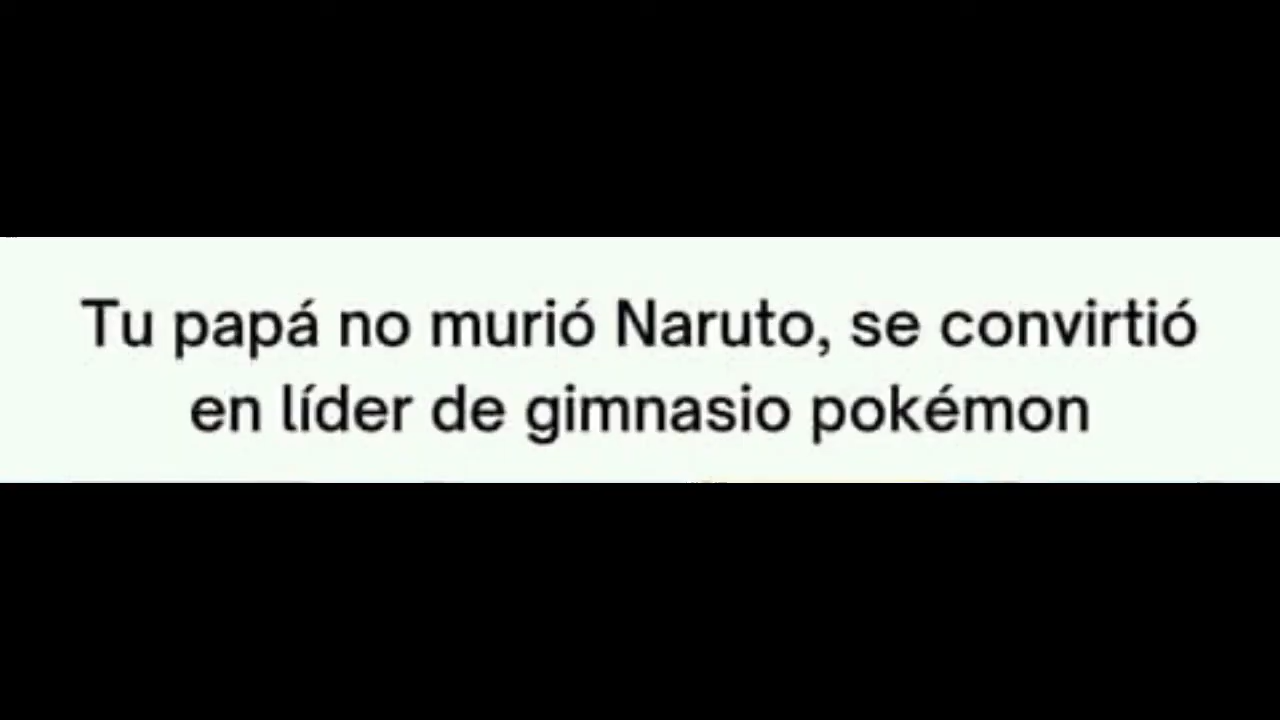 Tu papá no murió Naruto, se convirtió
en líder de gimnasio pokémon